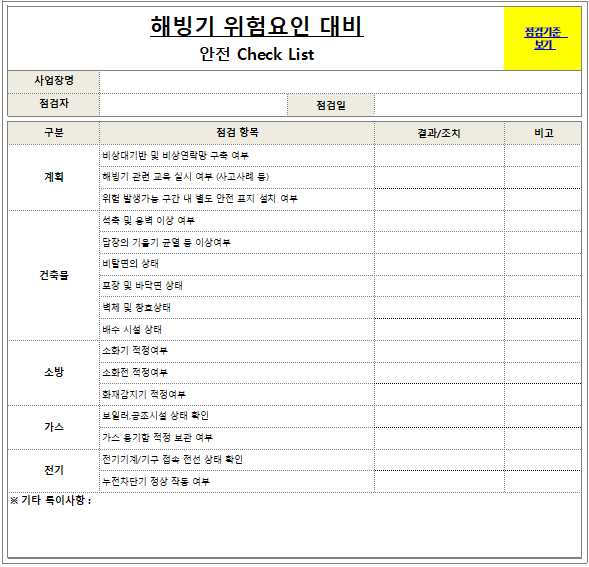 해빙기 위험요인 대비
안전 Check List
점검기준
보기
사업장명
점검자
점검일
구분 점검 항목 결과/조치 비고
계획
비상대기반 및 비상연락망 구축 여부
해빙기 관련 교육 실시 여부 (사고사례 등)
위험 발생가능 구간 내 별도 안전 표지 설치 여부
건축물
석축 및 옹벽 이상 여부
담장의 기울기 균열 등 이상여부
비탈면의 상태
포장 및 바닥면 상태
벽체 및 창호상태
배수 시설 상태
소방
소화기 적정여부
소화전 적정여부
화재감지기 적정여부
가스
보일러,공조시설 상태 확인
가스 용기함 적정 보관 여부
전기
전기기계/기구 접속 전선 상태 확인
누전차단기 정상 작동 여부
※ 기타 특이사항 :